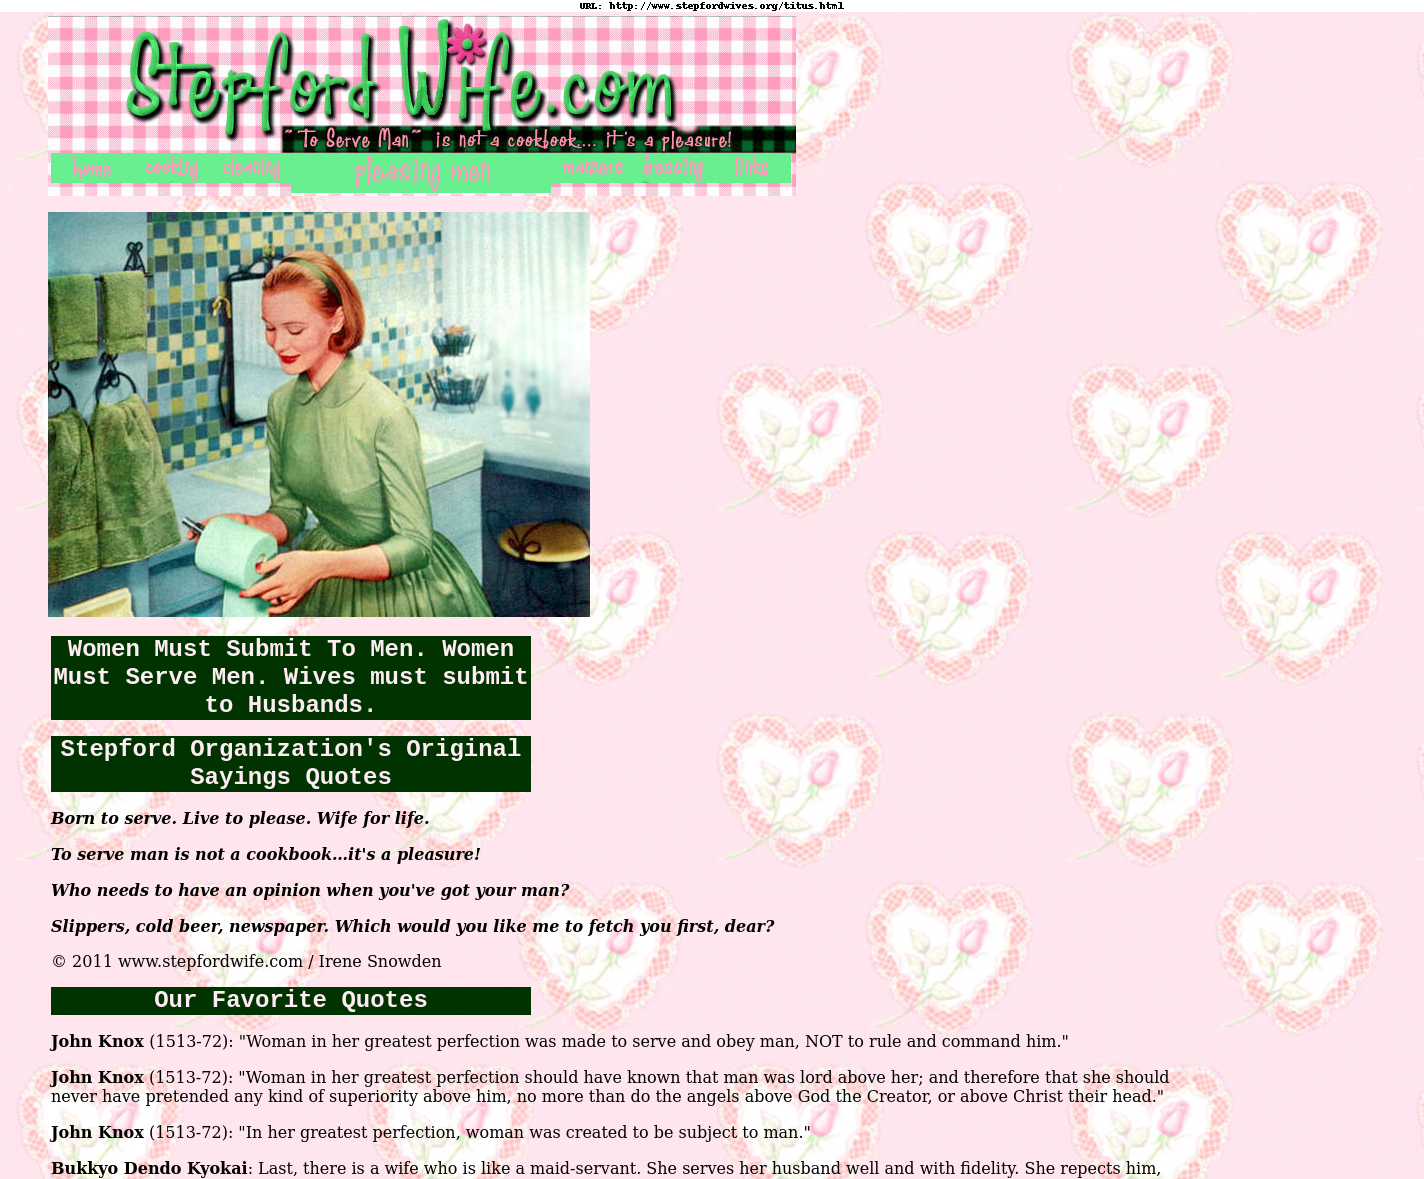 URL: http://www.stepfordwives.org/titus.html
Stepford Wife.com
"To Serve Man" is not a cookbook.... it's a pleasure!
home cooking cleaning pleasing men manners dressing links
Women Must Submit To Men. Women
Must Serve Men. Wives must submit
to Husbands.
Stepford Organization's Original
Sayings Quotes
Born to serve. Live to please. Wife for life.
To serve man is not a cookbook...it's a pleasure!
Who needs to have an opinion when you've got your man?
Slippers, cold beer, newspaper. Which would you like me to fetch you first, dear?
© 2011 www.stepfordwife.com / Irene Snowden
Our Favorite Quotes
John Knox (1513-72): "Woman in her greatest perfection was made to serve and obey man, NOT to rule and command him."
John Knox (1513-72): "Woman in her greatest perfection should have known that man was lord above her; and therefore that she should
never have pretended any kind of superiority above him, no more than do the angels above God the Creator, or above Christ their head."
John Knox (1513-72): "In her greatest perfection, woman was created to be subject to man."
Bukkyo Dendo Kyokai: Last, there is a wife who is like a maid-servant. She serves her husband well and with fidelity. She repects him,